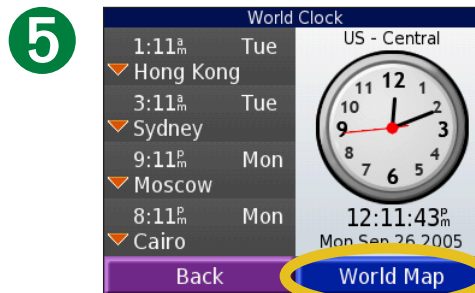 5
World Clock
1:11am Tue
Hong Kong
3:11am Tue
Sydney
9:11pm Mon
Moscow
8:11pm Mon
Cairo
US - Central
11 12 1
10 2
9 3
8 4
7 6 5
12:11:43pm
Mon Sep 26 2005
Back
World Map